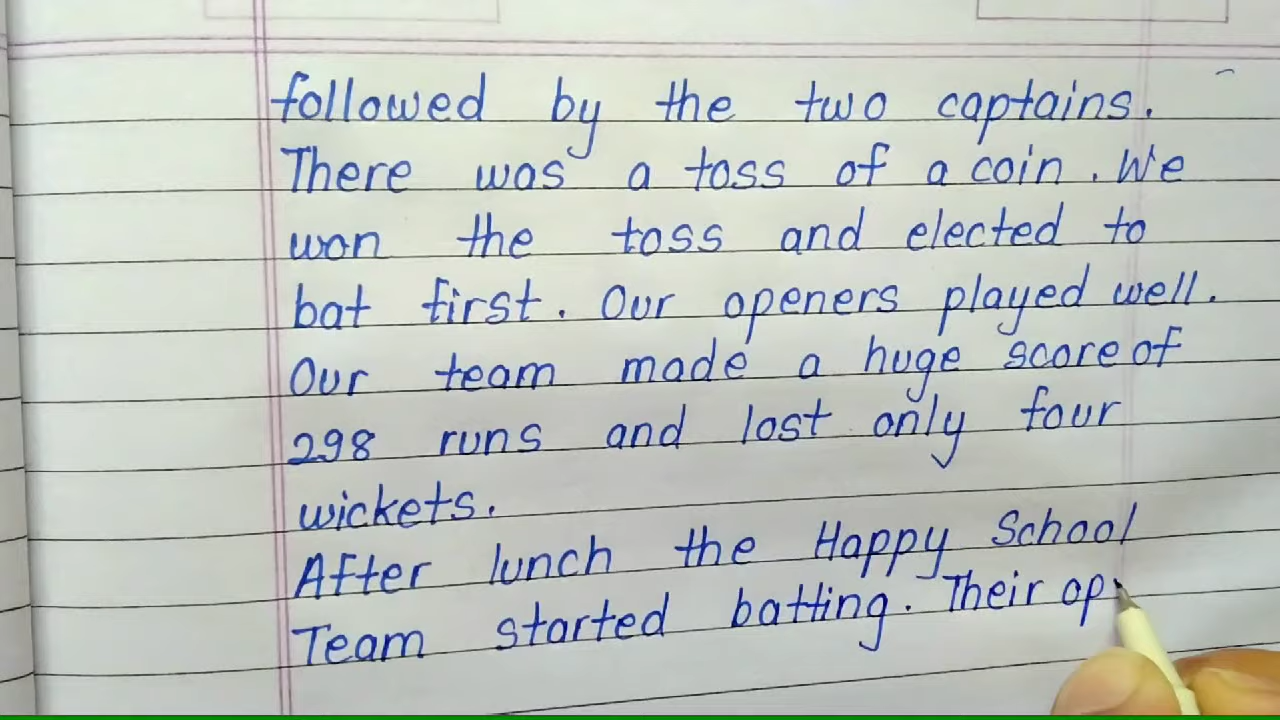 followed by the two captains.
There was a toss of a coin. We
won the toss and elected to
bat first. Our openers played well.
Our team made a huge score of
298 runs and lost only four
wickets.
After lunch the Happy School
Team started batting. Their op